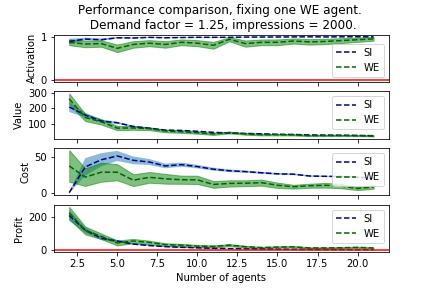 Performance comparison, fixing one WE agent.
Demand factor = 1.25, impressions = 2000.
Activation
1
0
SI
WE
Value
300
200
100
SI
WE
Cost
50
0
SI
WE
Profit
200
0
SI
WE
2.5 5.0 7.5 10.0 12.5 15.0 17.5 20.0
Number of agents